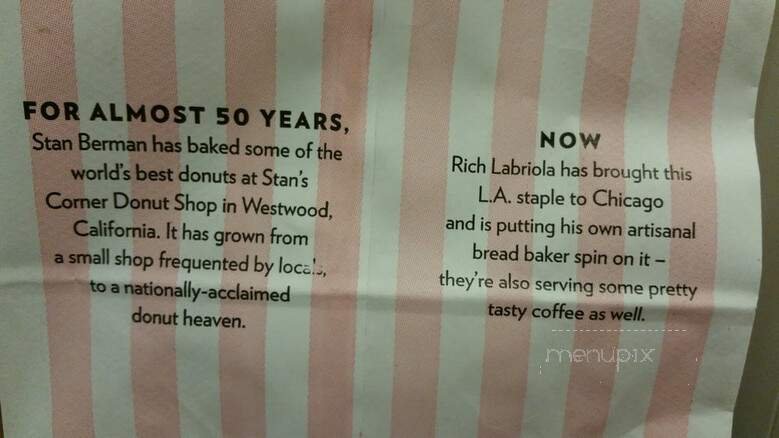 FOR ALMOST 50 YEARS,
Stan Berman has baked some of the
world's best donuts at Stan's
Corner Donut Shop in Westwood,
California. It has grown from
a small shop frequented by locals,
to a nationally-acclaimed
donut heaven.
NOW
Rich Labriola has brought this
L.A. staple to Chicago
and is putting his own artisanal
bread baker spin on it –
they're also serving some pretty
tasty coffee as well.
menupix